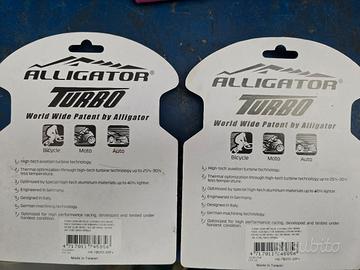 ALLIGATOR
TURBO
World Wide Patent by Alligator
Bicycle Moto Auto
High-tech aviation turbine technology.
Thermal optimization through high-tech turbine technology up to 25%-30%
less temperature.
Optimized by special high-tech aluminum materials up to 40% lighter
Engineered in Germany.
Designed in Italy.
German machining technology
Optimized for high performance racing, developed and tested under
hardest condition.
ALLIGATOR
TURBO
World Wide Patent by Alligator
Bicycle Moto Auto
High-tech aviation turbine technology.
Thermal optimization through high-tech turbine technology up to 25%-30%
less temperature.
Optimized by special high-tech aluminum materials up to 40% lighter
Engineered in Germany.
Designed in Italy.
German machining technology
Optimized for high performance racing, developed and tested under
hardest condition.
subito